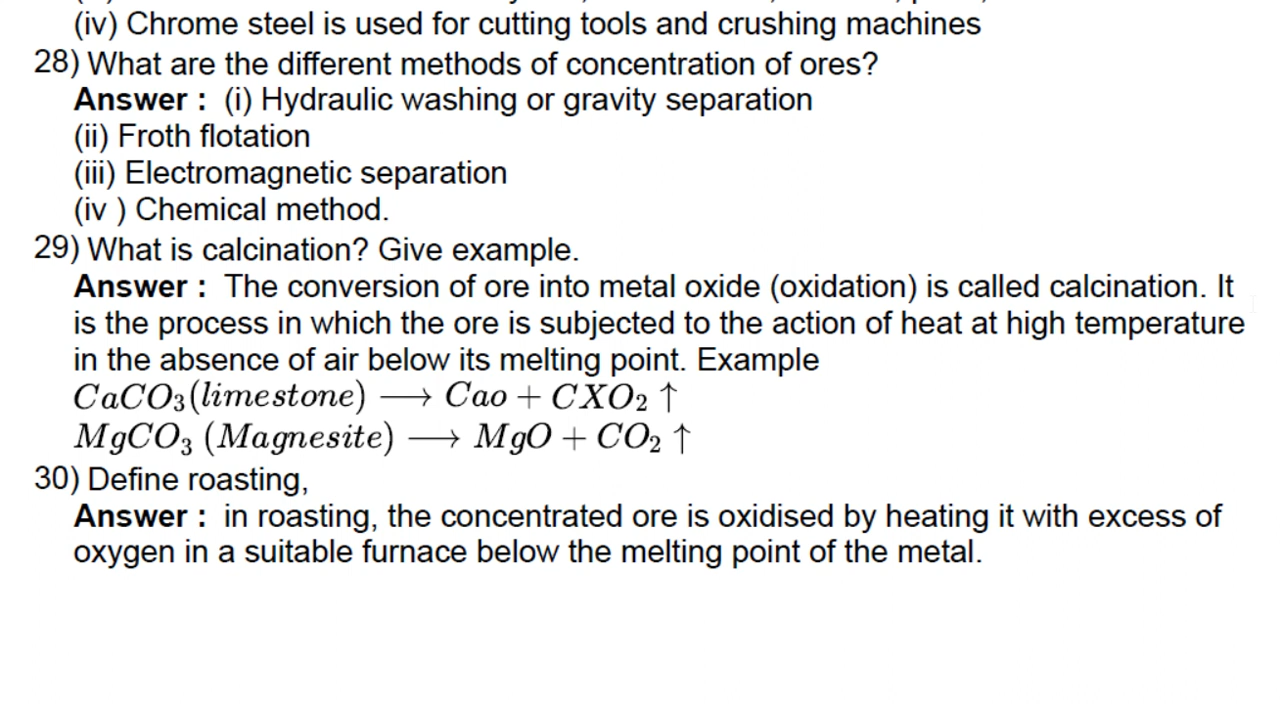 (iv) Chrome steel is used for cutting tools and crushing machines
28) What are the different methods of concentration of ores?
Answer : (i) Hydraulic washing or gravity separation
(ii) Froth flotation
(iii) Electromagnetic separation
(iv ) Chemical method.
29) What is calcination? Give example.
Answer : The conversion of ore into metal oxide (oxidation) is called calcination. It
is the process in which the ore is subjected to the action of heat at high temperature
in the absence of air below its melting point. Example
CaCO₃(limestone) ⟶ Cao + CXO₂ ↑
MgCO₃ (Magnesite) ⟶ MgO + CO₂ ↑
30) Define roasting,
Answer : in roasting, the concentrated ore is oxidised by heating it with excess of
oxygen in a suitable furnace below the melting point of the metal.